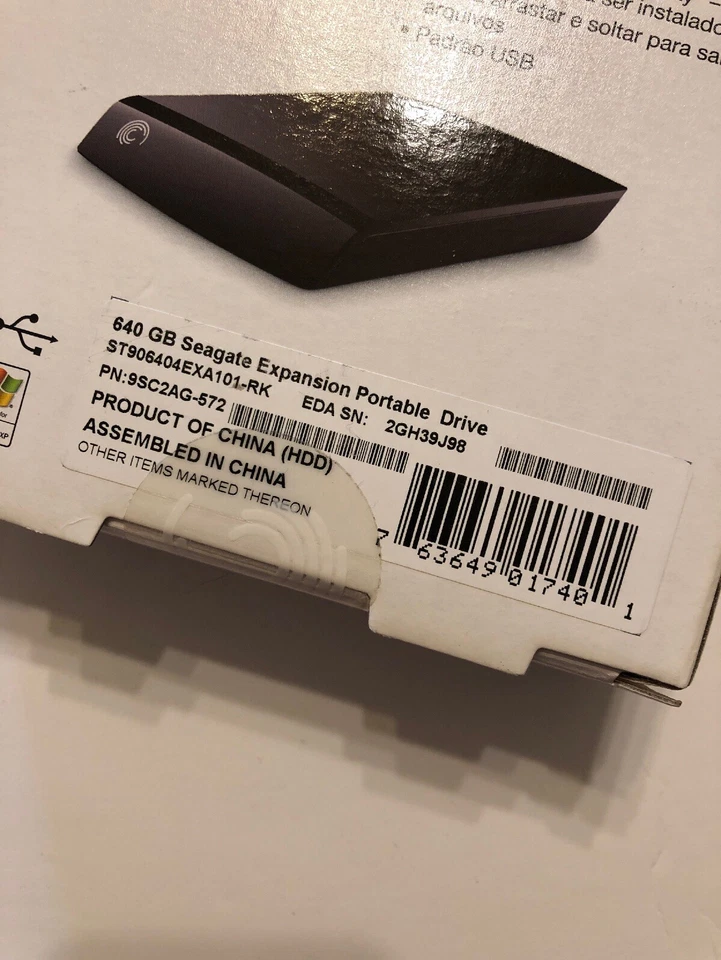 ser instalado
arrastar e soltar para sa
arquivos
• Padrão USB
640 GB Seagate Expansion Portable Drive
ST906404EXA101-RK
PN:9SC2AG-572
EDA SN: 2GH39J98
PRODUCT OF CHINA (HDD)
ASSEMBLED IN CHINA
OTHER ITEMS MARKED THEREON
7 63649 01740 1
XP